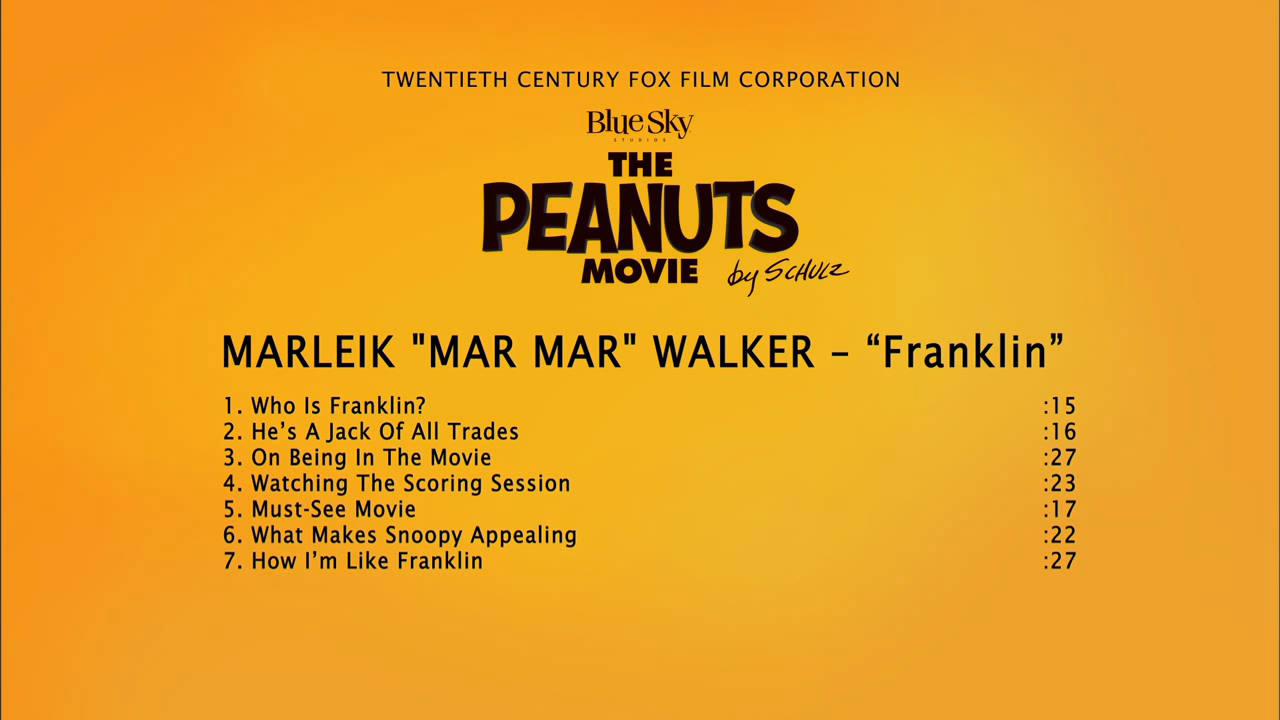 TWENTIETH CENTURY FOX FILM CORPORATION
Blue Sky
STUDIOS
THE
PEANUTS
MOVIE by SCHULZ
MARLEIK "MAR MAR" WALKER – “Franklin”
1. Who Is Franklin? :15
2. He’s A Jack Of All Trades :16
3. On Being In The Movie :27
4. Watching The Scoring Session :23
5. Must-See Movie :17
6. What Makes Snoopy Appealing :22
7. How I’m Like Franklin :27